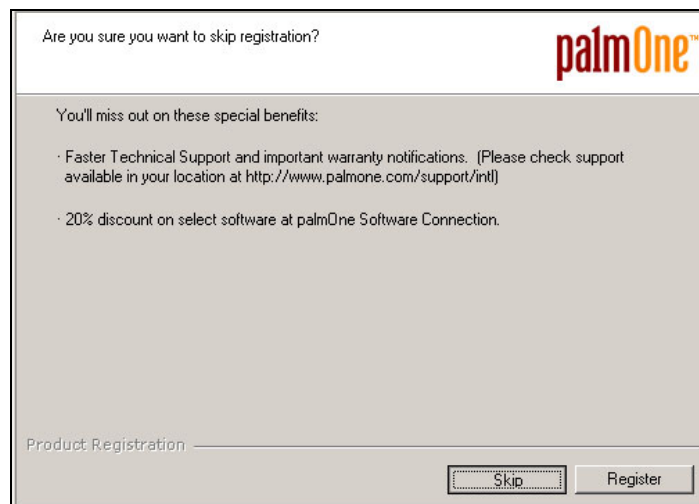 Are you sure you want to skip registration?
palmOne™
You'll miss out on these special benefits:
· Faster Technical Support and important warranty notifications. (Please check support
available in your location at http://www.palmone.com/support/intl)
· 20% discount on select software at palmOne Software Connection.
Product Registration
Skip
Register